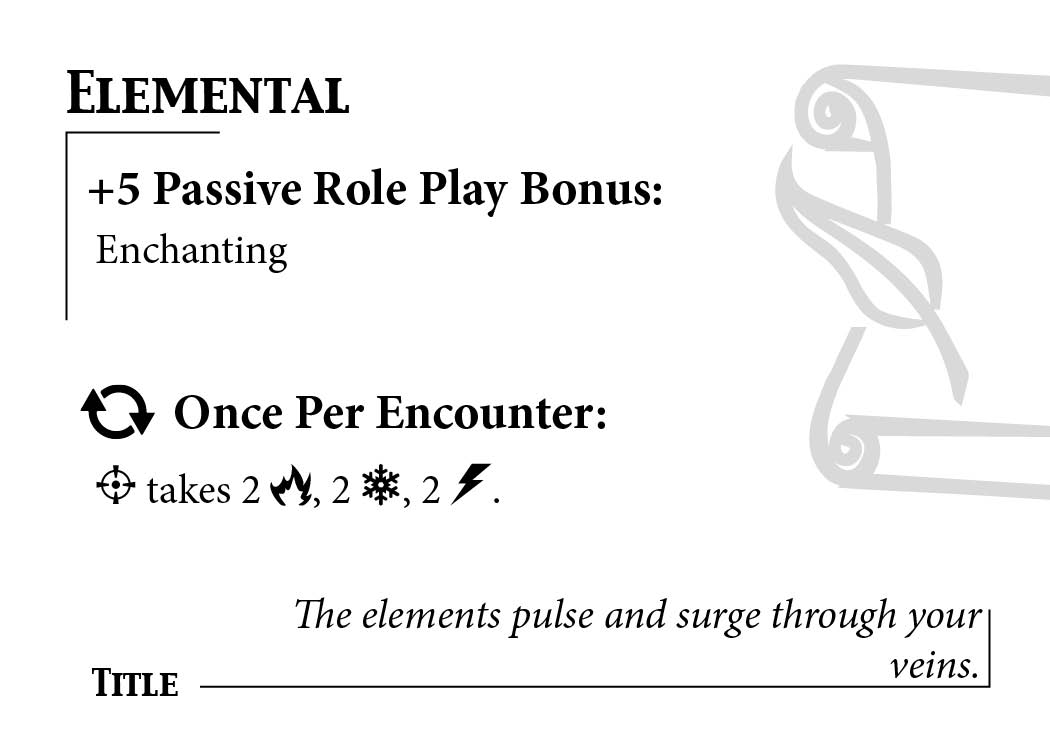 Elemental
+5 Passive Role Play Bonus:
Enchanting
Once Per Encounter:
takes 2 , 2 , 2 .
The elements pulse and surge through your
veins.
Title